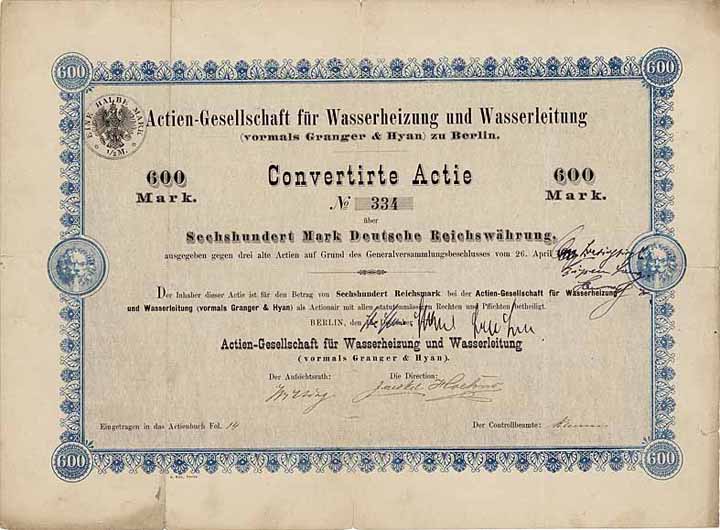 600 600
EINE HALBE MARK
1/2 M.
Actien-Gesellschaft für Wasserheizung und Wasserleitung
(vormals Granger & Hyan) zu Berlin.
600 Mark.
Convertirte Actie
600 Mark.
No 334
über
Sechshundert Mark Deutsche Reichswährung,
ausgegeben gegen drei alte Actien auf Grund des Generalversammlungsbeschlusses vom 26. April
Der Inhaber dieser Actie ist für den Betrag von Sechshundert Reichsmark bei der Actien-Gesellschaft für Wasserheizung
und Wasserleitung (vormals Granger & Hyan) als Actionair mit allen statutenmässigen Rechten und Pflichten betheiligt.
BERLIN, den
Actien-Gesellschaft für Wasserheizung und Wasserleitung
(vormals Granger & Hyan).
Der Aufsichtsrath: Die Direction:
Eingetragen in das Actienbuch Fol. 14 Der Controlbeamte:
600 600